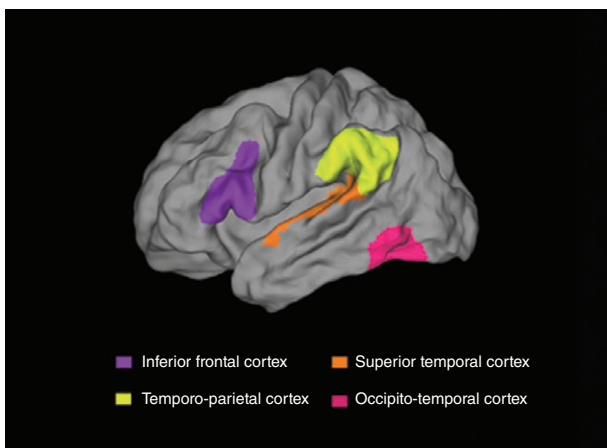 Inferior frontal cortex
Superior temporal cortex
Temporo-parietal cortex
Occipito-temporal cortex